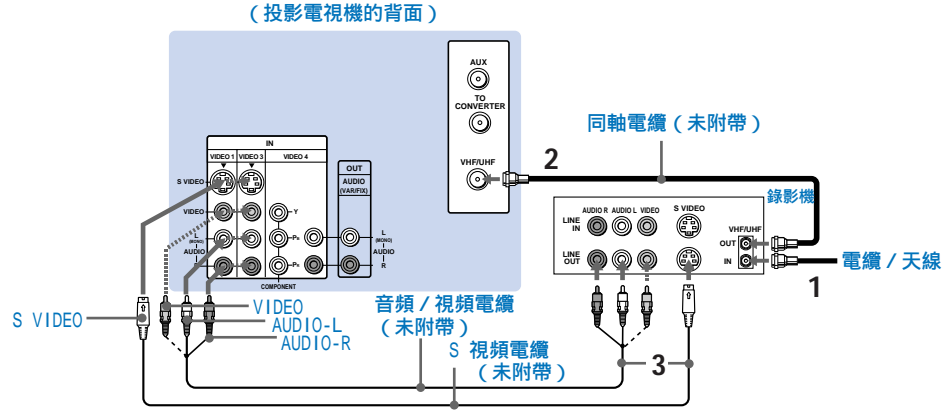 （投影電視機的背面）
AUX
TO
CONVERTER
VHF/UHF
2
同軸電纜（未附帶）
IN
VIDEO 1
VIDEO 3
VIDEO 4
OUT
AUDIO
(VAR/FIX)
S VIDEO
VIDEO
L
(MONO)
AUDIO
R
Y
PB
PR
COMPONENT
L
(MONO)
AUDIO
R
錄影機
AUDIO R
AUDIO L
VIDEO
S VIDEO
LINE
IN
LINE
OUT
VHF/UHF
OUT
IN
電纜／天線
1
S VIDEO
VIDEO
AUDIO-L
AUDIO-R
音頻／視頻電纜
（未附帶）
S 視頻電纜
（未附帶）
3